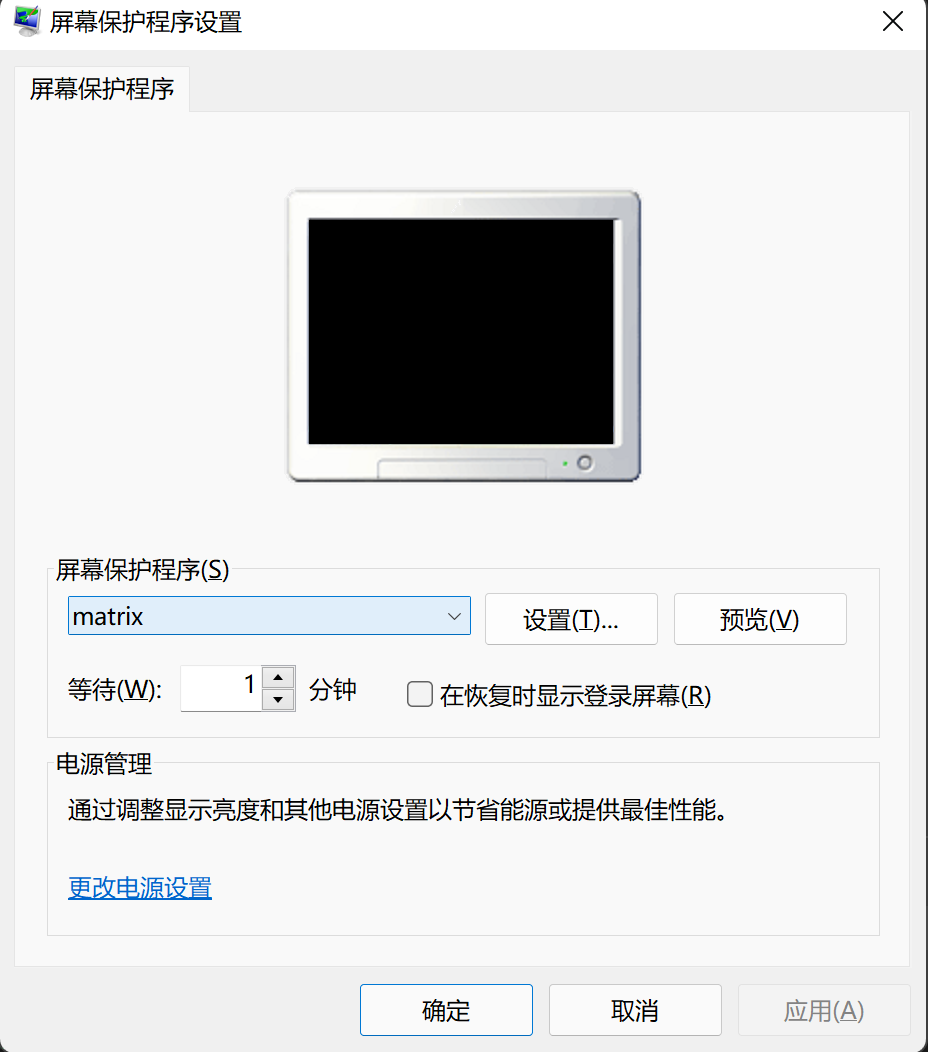 屏幕保护程序设置
屏幕保护程序
屏幕保护程序(S)
matrix
设置(T)...
预览(V)
等待(W): 1 分钟
在恢复时显示登录屏幕(R)
电源管理
通过调整显示亮度和其他电源设置以节省能源或提供最佳性能。
更改电源设置
确定
取消
应用(A)